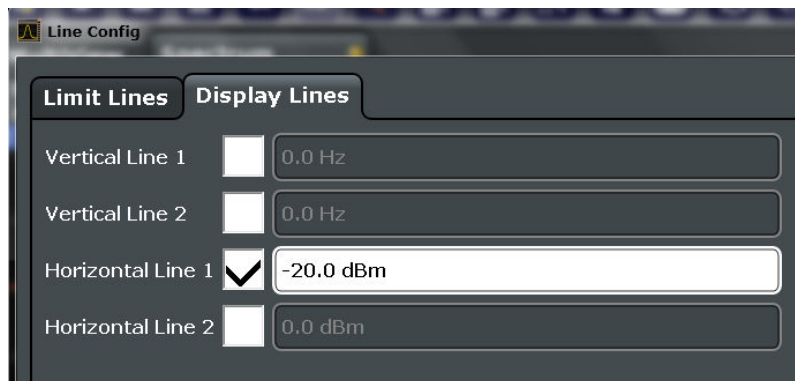 Line Config
Spectrum
Limit Lines Display Lines
Vertical Line 1 0.0 Hz
Vertical Line 2 0.0 Hz
Horizontal Line 1 -20.0 dBm
Horizontal Line 2 0.0 dBm